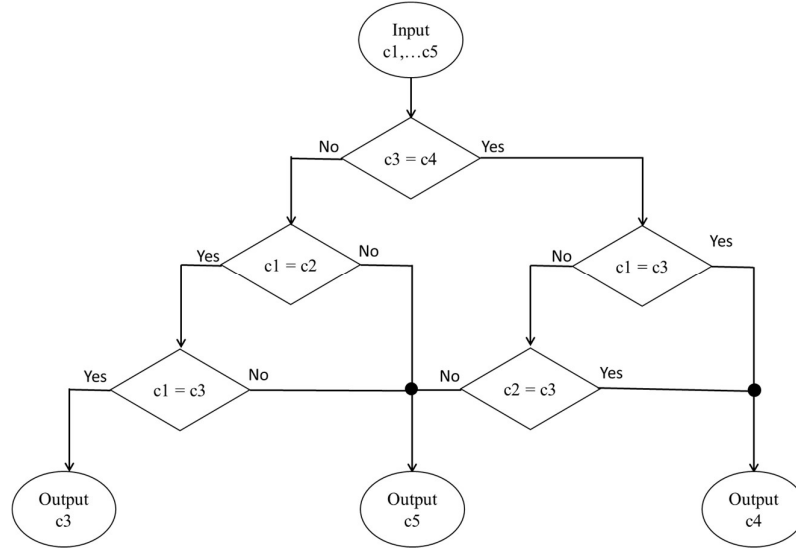 Input
c1,...c5
No
Yes
c3 = c4
Yes
No
No
Yes
c1 = c2
c1 = c3
Yes
No
No
Yes
c1 = c3
c2 = c3
Output
c3
Output
c5
Output
c4